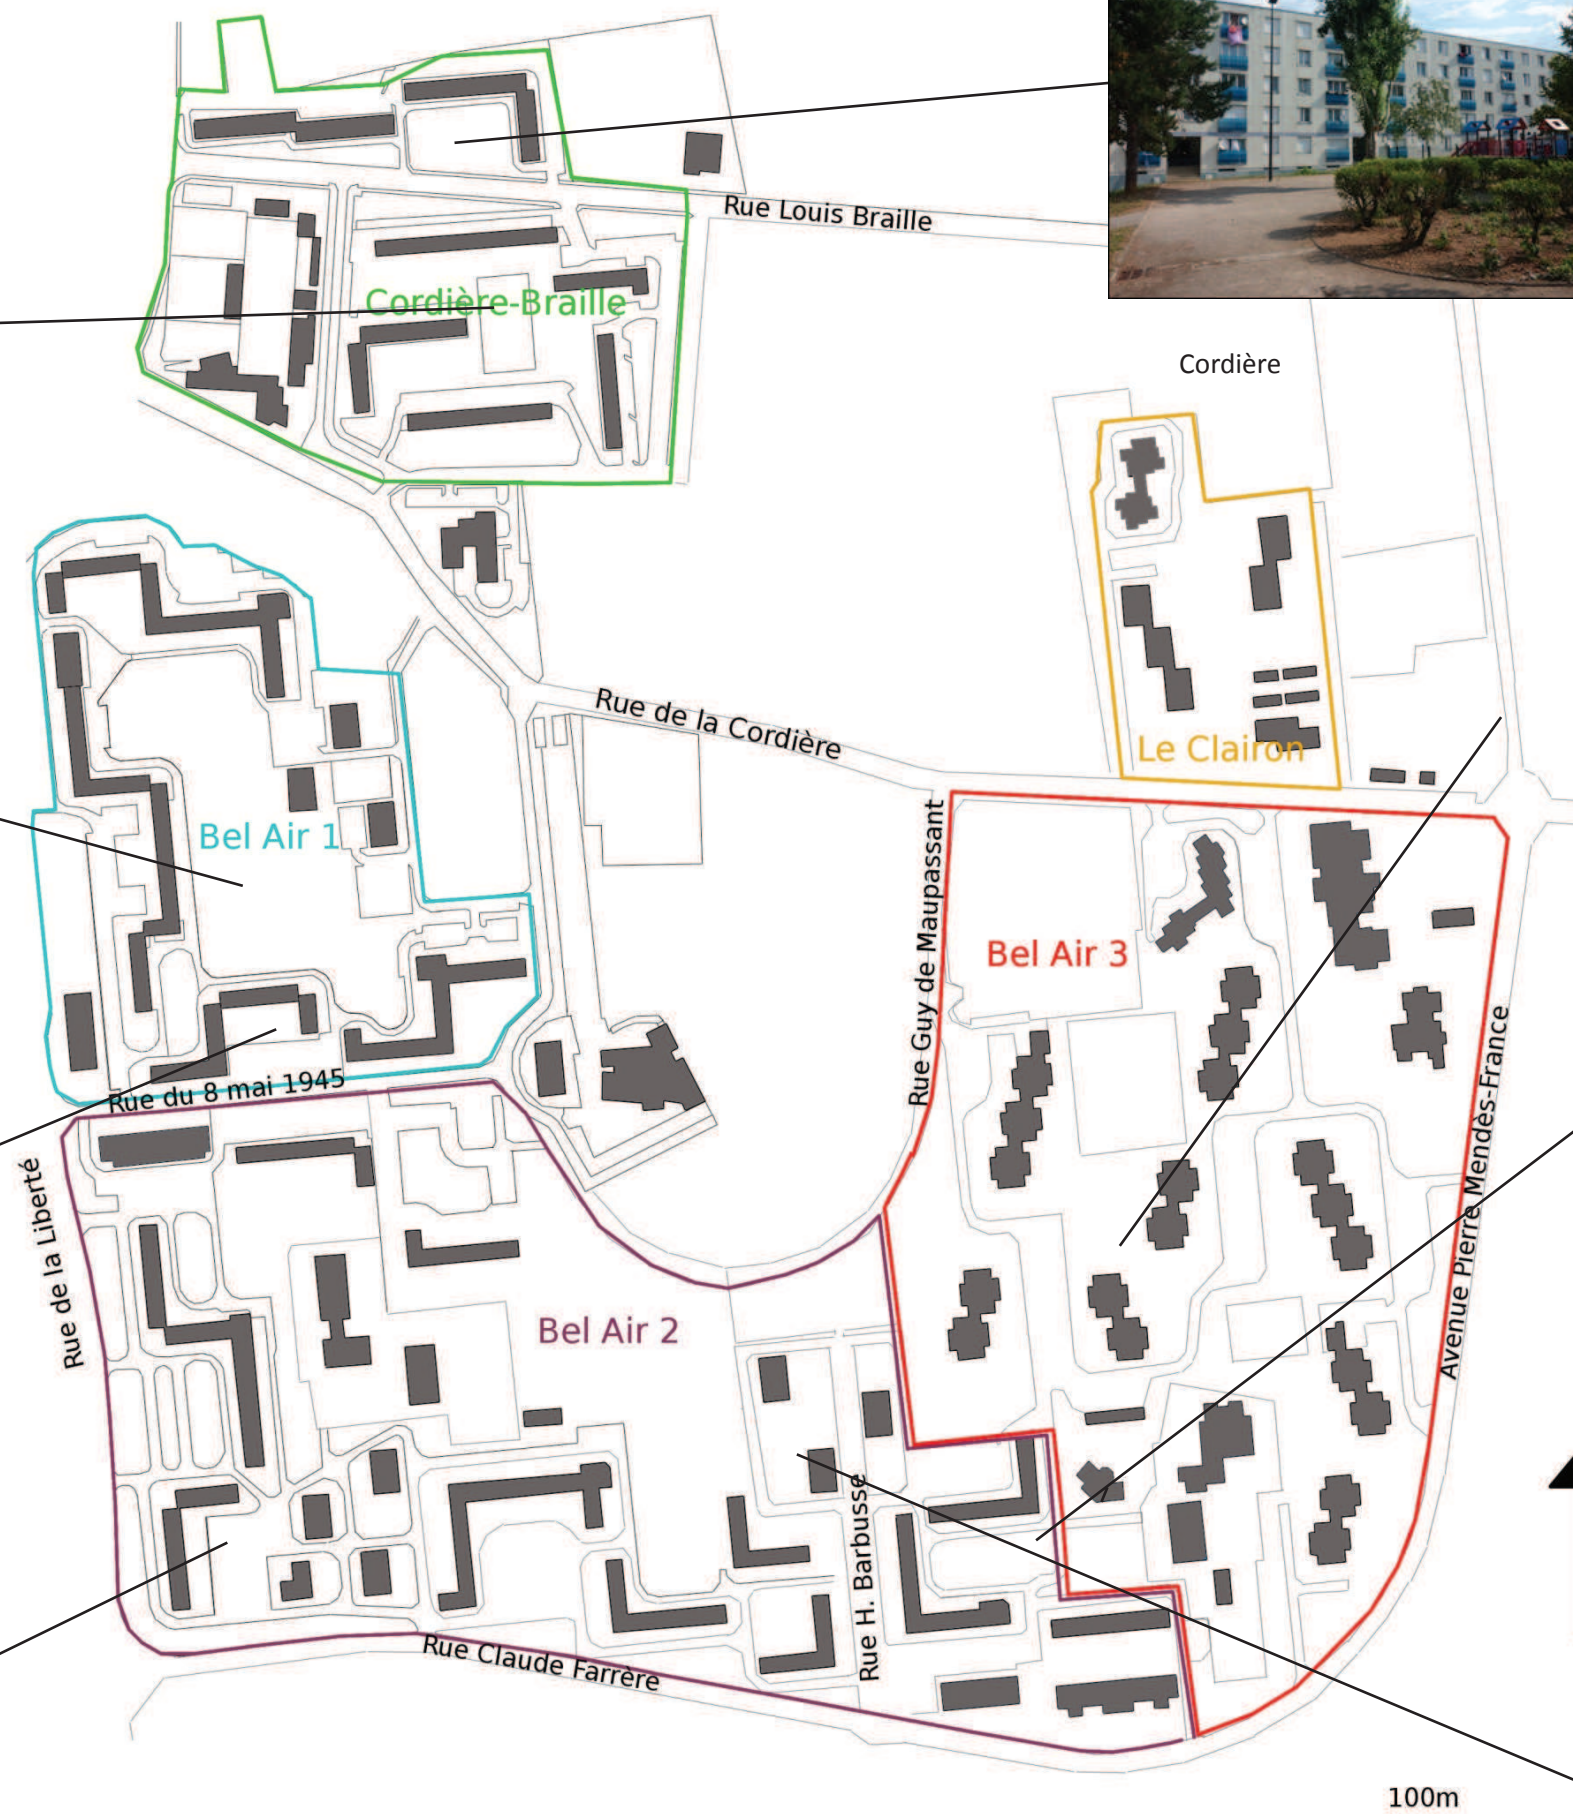 Rue Louis Braille
Cordière-Braille
Cordière
Rue de la Cordière
Le Clairon
Bel Air 1
Rue Guy de Maupassant
Bel Air 3
Rue du 8 mai 1945
Avenue Pierre Mendès-France
Rue de la Liberté
Bel Air 2
Rue H. Barbusse
Rue Claude Farrère
100m